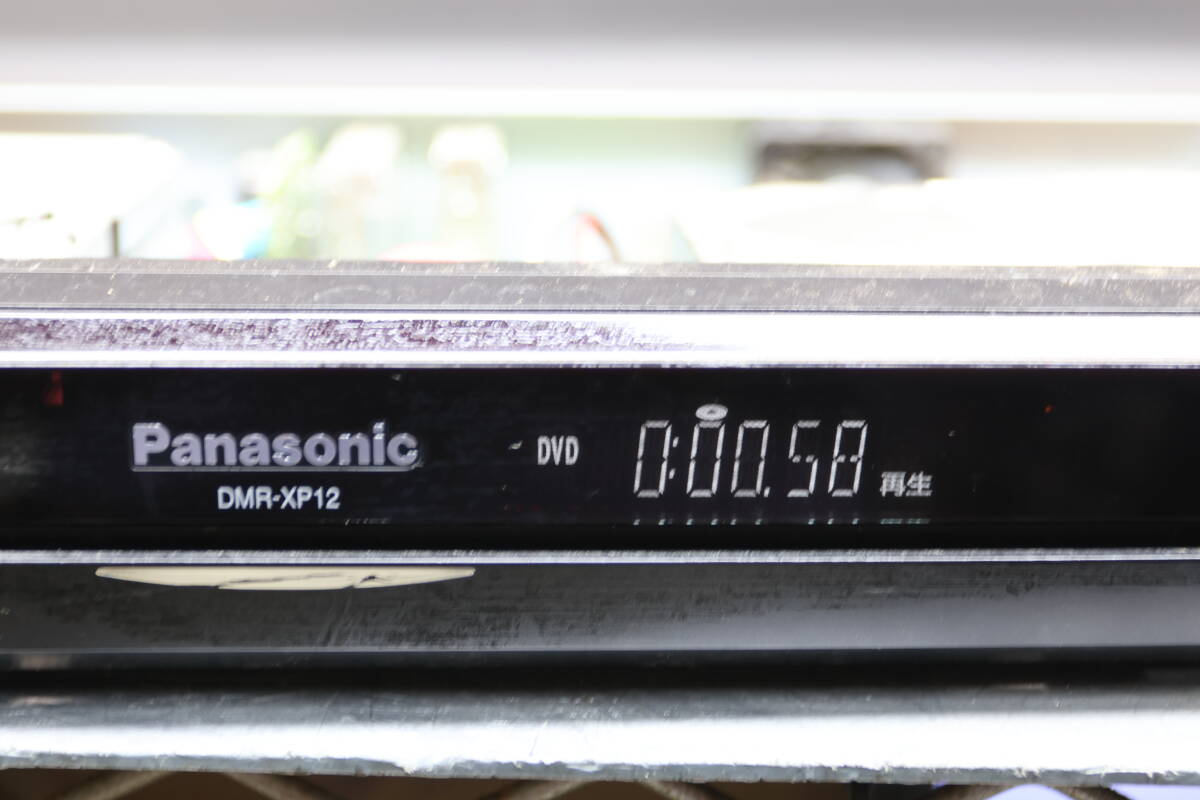 Panasonic
DMR-XP12
DVD
0:00.58 再生